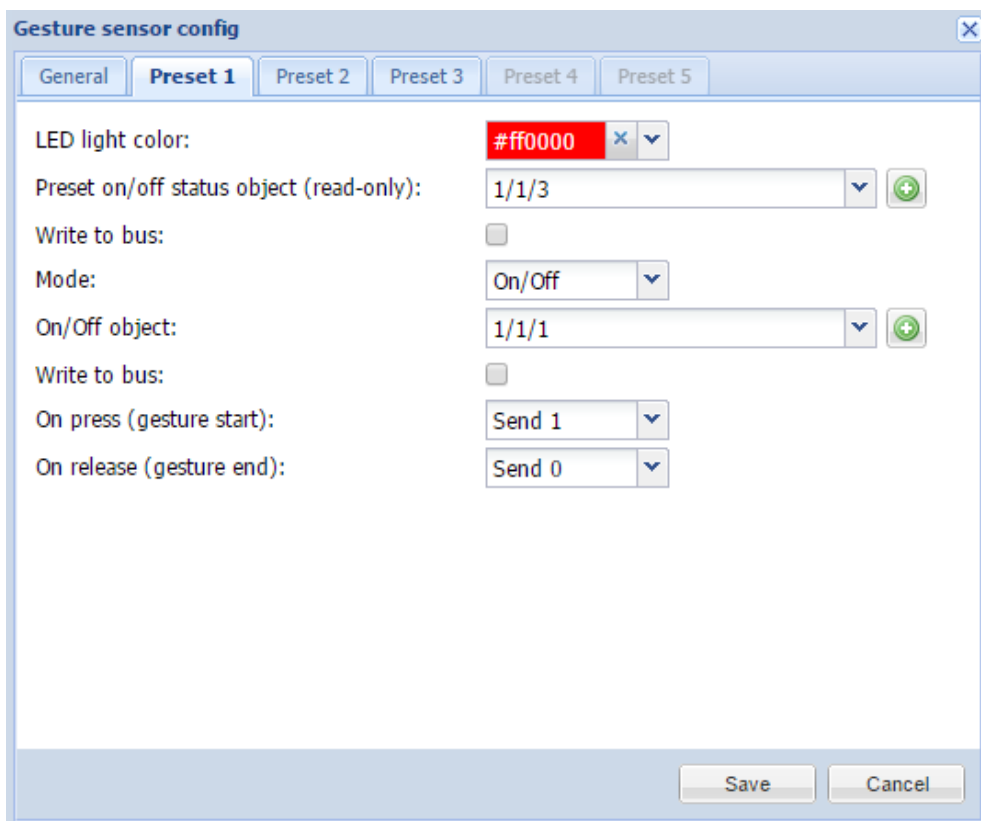 Gesture sensor config
General Preset 1 Preset 2 Preset 3 Preset 4 Preset 5
LED light color: #ff0000
Preset on/off status object (read-only): 1/1/3
Write to bus:
Mode: On/Off
On/Off object: 1/1/1
Write to bus:
On press (gesture start): Send 1
On release (gesture end): Send 0
Save Cancel